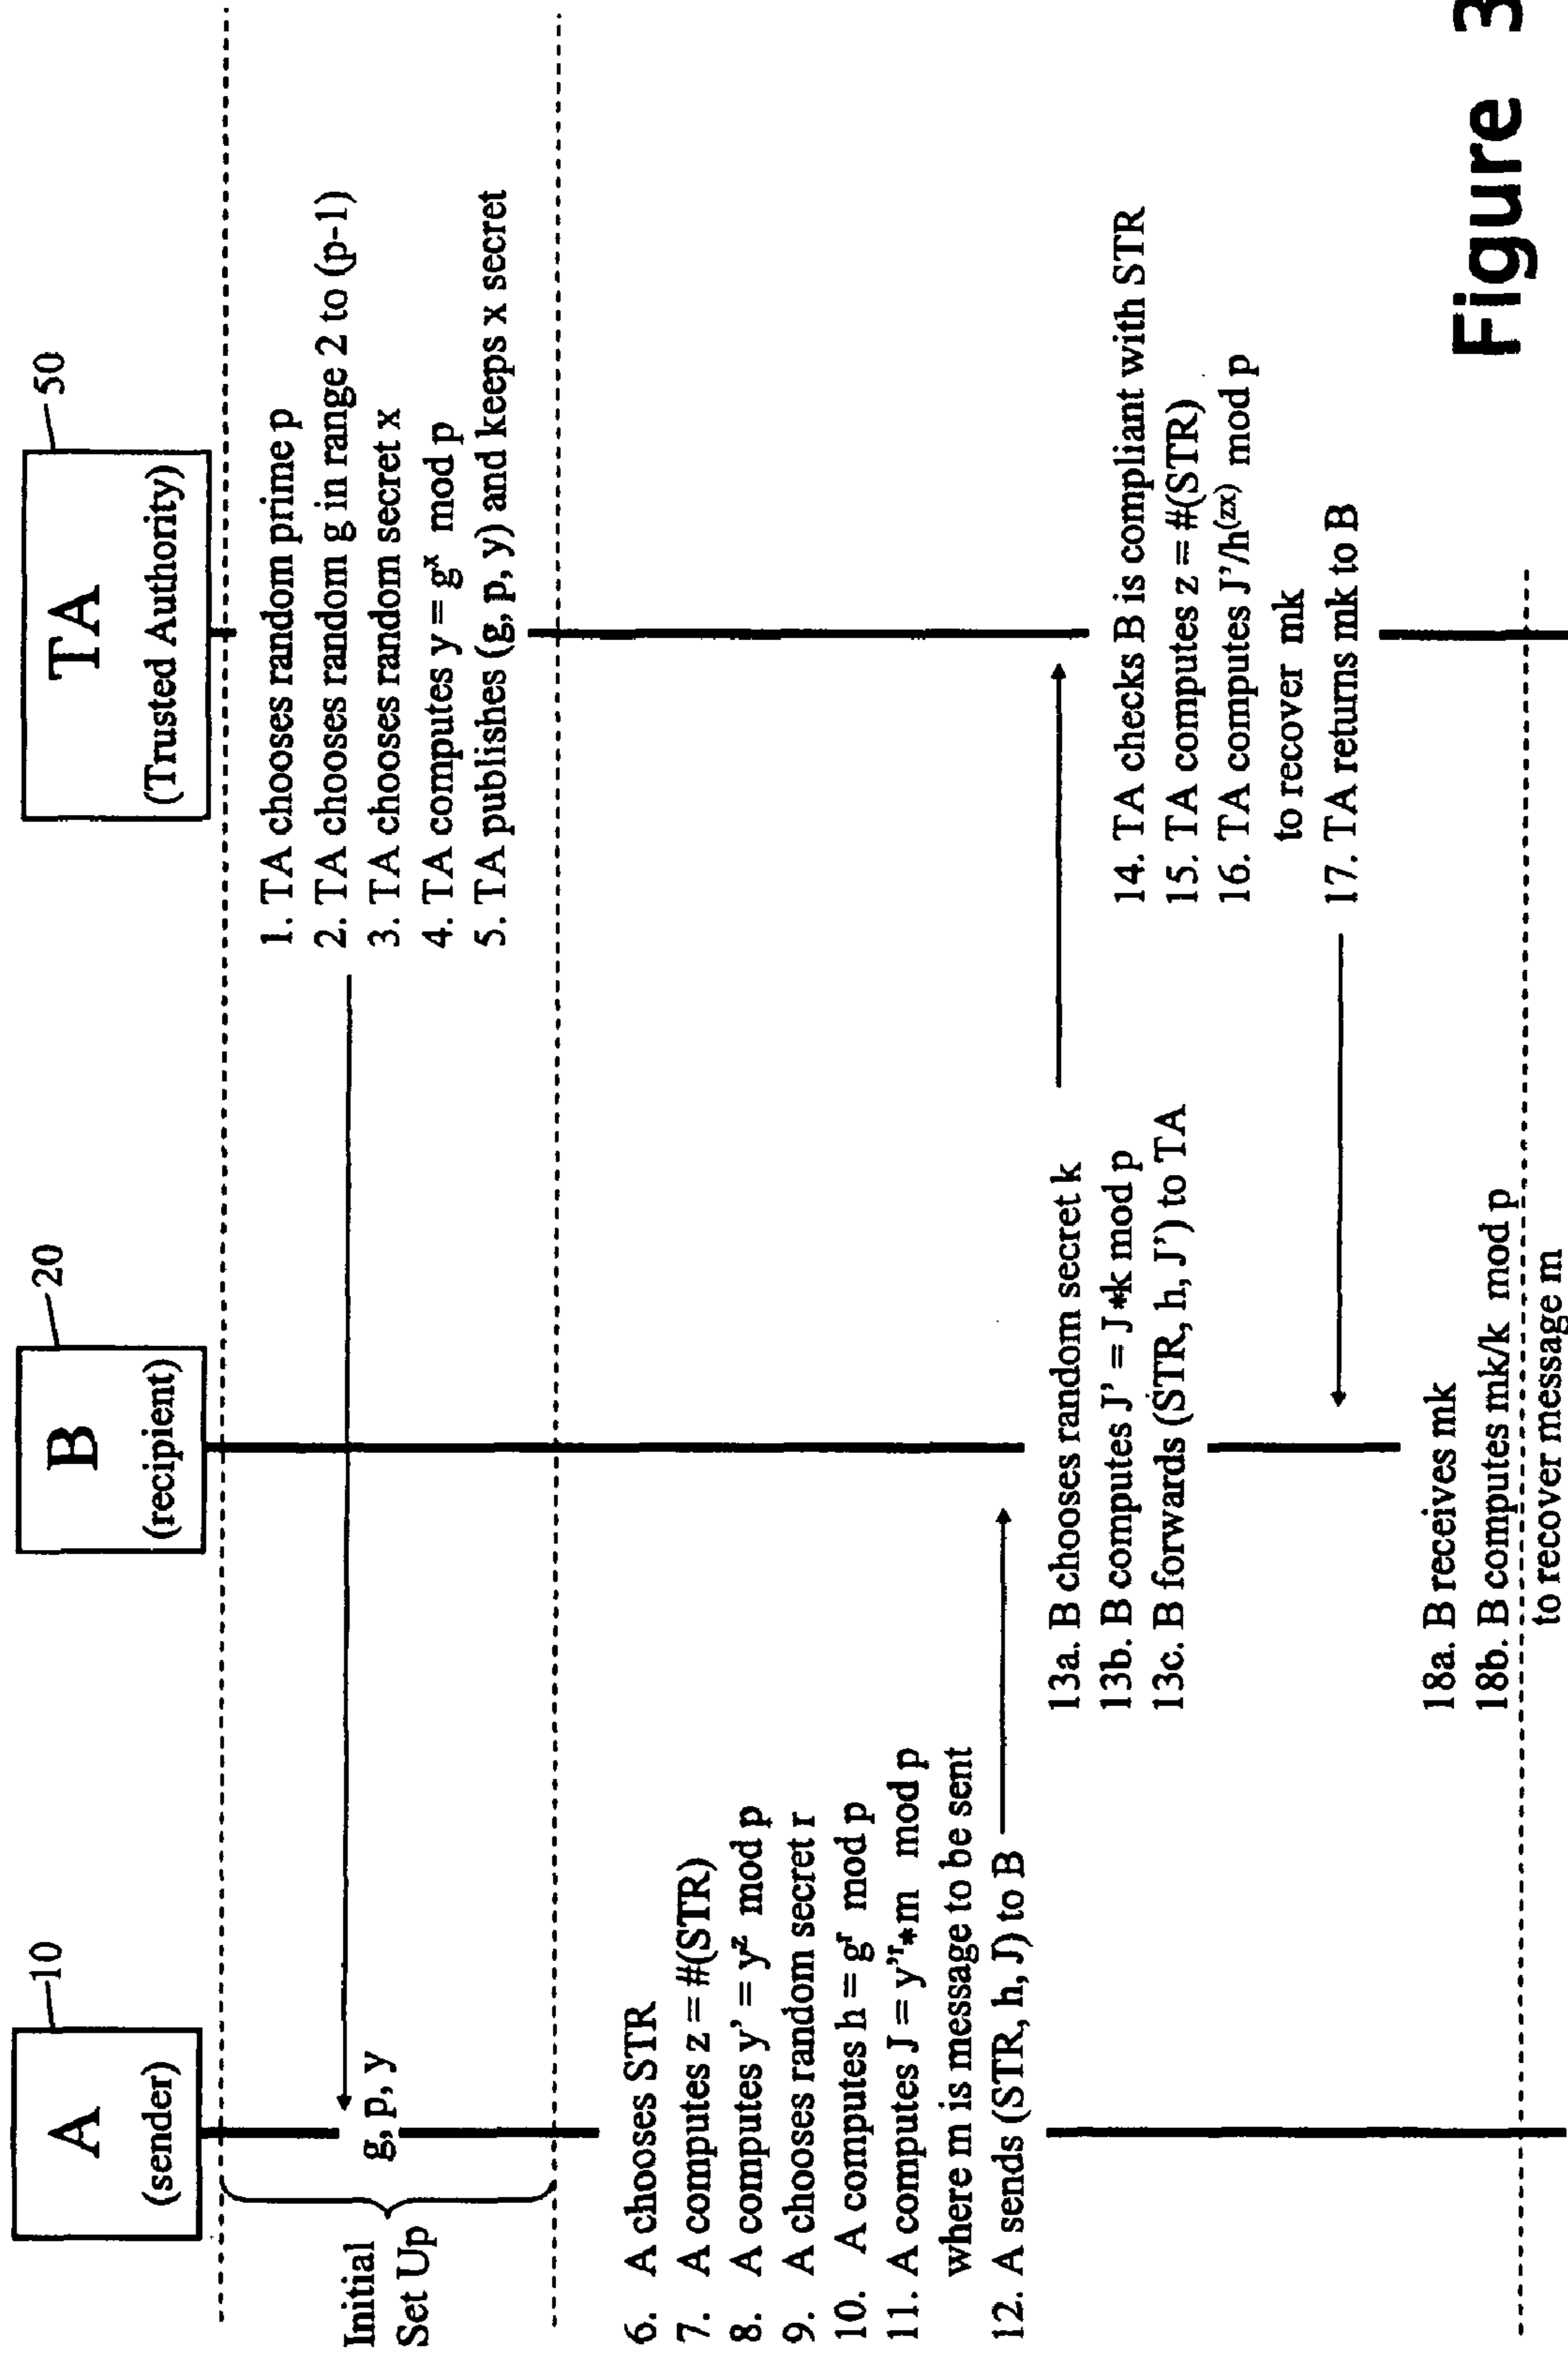 A
(sender)
10
B
(recipient)
20
TA
(Trusted Authority)
50
Initial
Set Up
g, p, y
1. TA chooses random prime p
2. TA chooses random g in range 2 to (p-1)
3. TA chooses random secret x
4. TA computes y = g^x mod p
5. TA publishes (g, p, y) and keeps x secret
6. A chooses STR
7. A computes z = #(STR)
8. A computes y' = y^z mod p
9. A chooses random secret r
10. A computes h = g^r mod p
11. A computes J = y'^r*m mod p
where m is message to be sent
12. A sends (STR, h, J) to B
13a. B chooses random secret k
13b. B computes J' = J*k mod p
13c. B forwards (STR, h, J') to TA
14. TA checks B is compliant with STR
15. TA computes z = #(STR)
16. TA computes J'/h^(zx) mod p
to recover mk
17. TA returns mk to B
18a. B receives mk
18b. B computes mk/k mod p
to recover message m
Figure 3